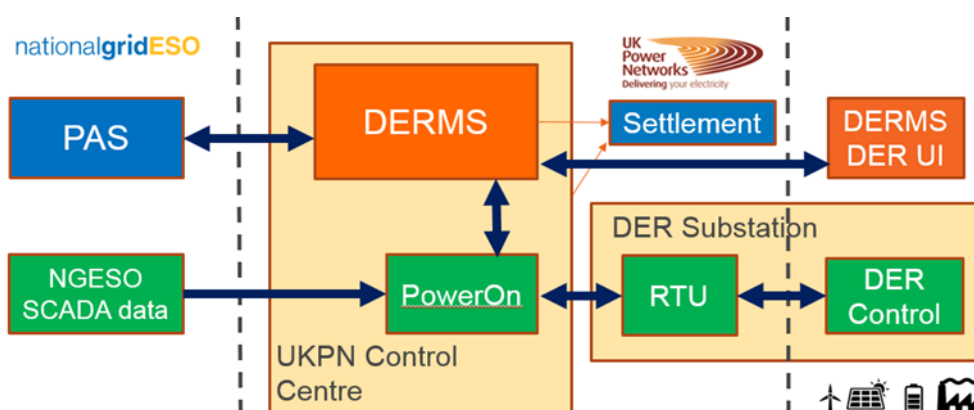 nationalgridESO
UK
Power
Networks
Delivering your electricity
PAS
DERMS
Settlement
DERMS
DER UI
DER Substation
NGESO
SCADA data
PowerOn
RTU
DER
Control
UKPN Control
Centre